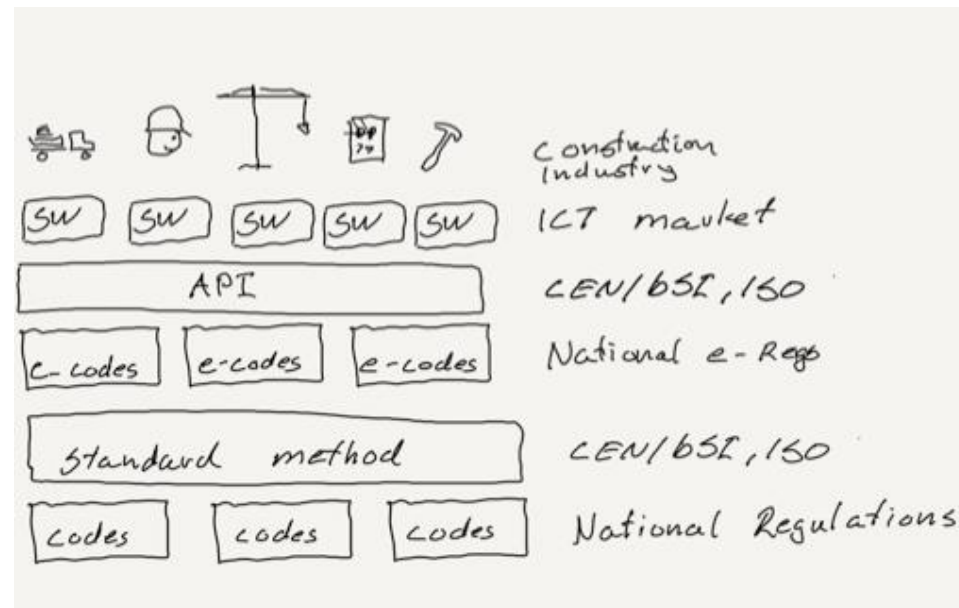 Construction
Industry
SW SW SW SW SW ICT market
API CEN/bSI, ISO
e-codes e-codes e-codes National e-Regs
Standard method CEN/bSI, ISO
codes codes codes National Regulations